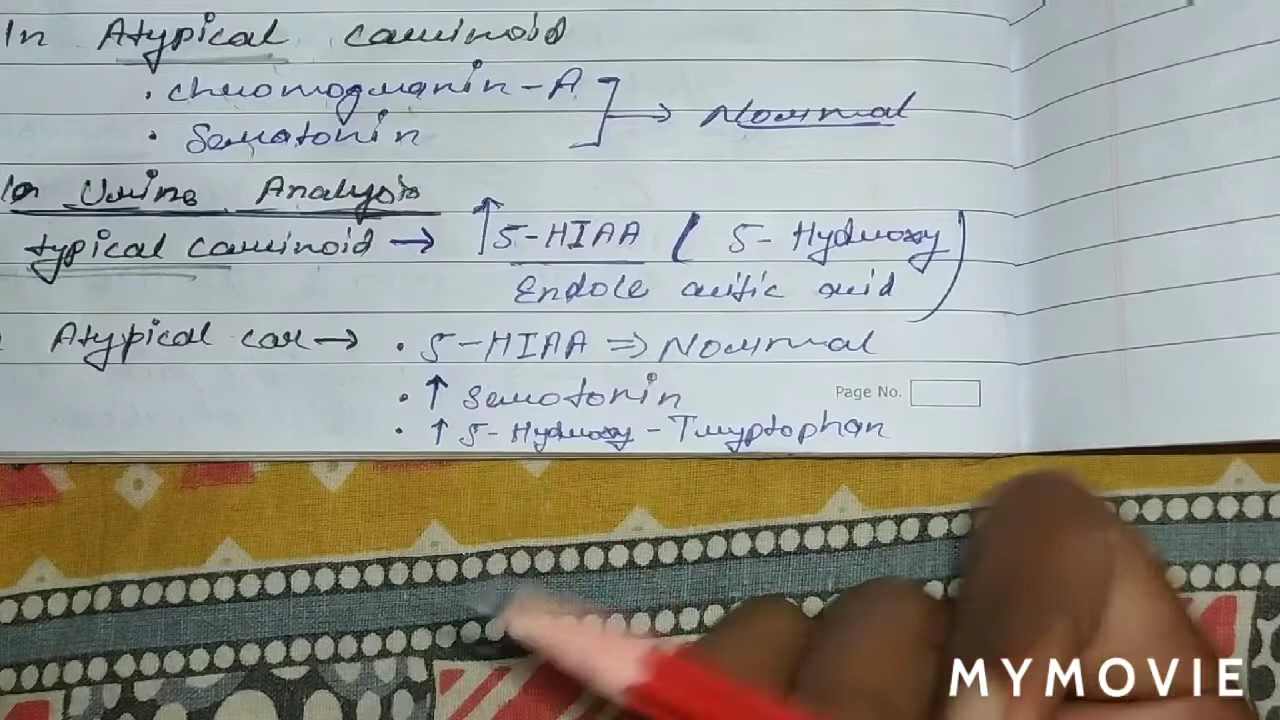 In Atypical carcinoid
• Chromogranin-A
• Serotonin → Normal
In Urine Analysis
typical carcinoid → ↑ 5-HIAA ( 5- Hydroxy
Endole acitic acid )
Atypical car → • 5-HIAA ⇒ Normal
• ↑ Serotonin
Page No.
• ↑ 5-Hydroxy - Tryptophan
MYMOVIE